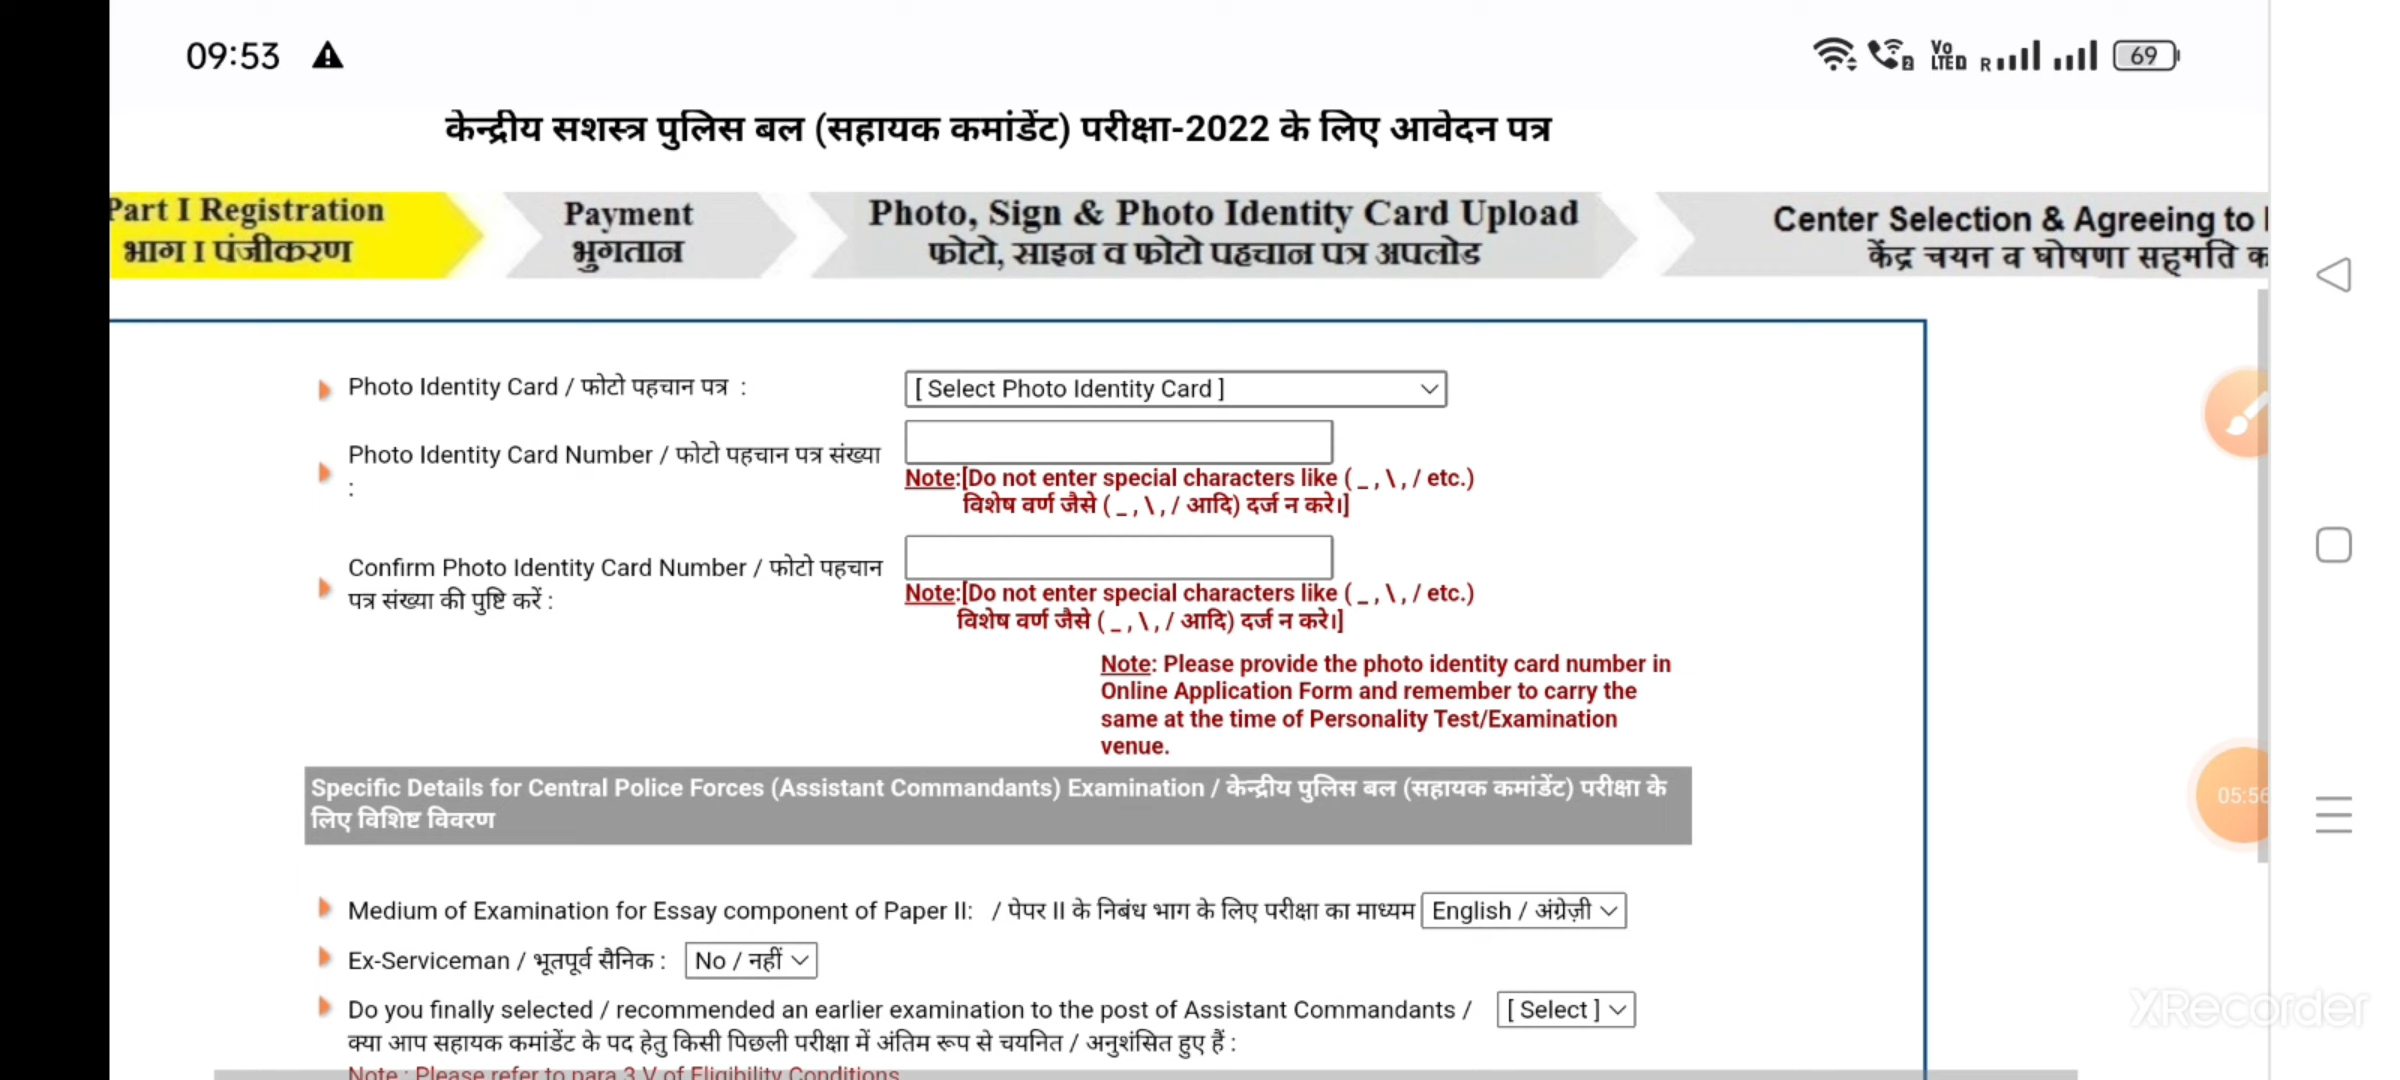 09:53
Vo
LTED R 69
केन्द्रीय सशस्त्र पुलिस बल (सहायक कमांडेंट) परीक्षा-2022 के लिए आवेदन पत्र
Part I Registration
भाग I पंजीकरण
Payment
भुगतान
Photo, Sign & Photo Identity Card Upload
फोटो, साइन व फोटो पहचान पत्र अपलोड
Center Selection & Agreeing to
केंद्र चयन व घोषणा सहमति क
Photo Identity Card / फोटो पहचान पत्र :
[ Select Photo Identity Card ]
Photo Identity Card Number / फोटो पहचान पत्र संख्या
:
Note:[Do not enter special characters like ( _ , \ , / etc.)
विशेष वर्ण जैसे ( _ , \ , / आदि) दर्ज न करे।]
Confirm Photo Identity Card Number / फोटो पहचान
पत्र संख्या की पुष्टि करें :
Note:[Do not enter special characters like ( _ , \ , / etc.)
विशेष वर्ण जैसे ( _ , \ , / आदि) दर्ज न करे।]
Note: Please provide the photo identity card number in
Online Application Form and remember to carry the
same at the time of Personality Test/Examination
venue.
05:56
Specific Details for Central Police Forces (Assistant Commandants) Examination / केन्द्रीय पुलिस बल (सहायक कमांडेंट) परीक्षा के
लिए विशिष्ट विवरण
Medium of Examination for Essay component of Paper II: / पेपर II के निबंध भाग के लिए परीक्षा का माध्यम English / अंग्रेज़ी
Ex-Serviceman / भूतपूर्व सैनिक : No / नहीं
Do you finally selected / recommended an earlier examination to the post of Assistant Commandants / [ Select ]
क्या आप सहायक कमांडेंट के पद हेतु किसी पिछली परीक्षा में अंतिम रूप से चयनित / अनुशंसित हुए हैं :
Note : Please refer to para 3 V of Eligibility Conditions
XRecorder